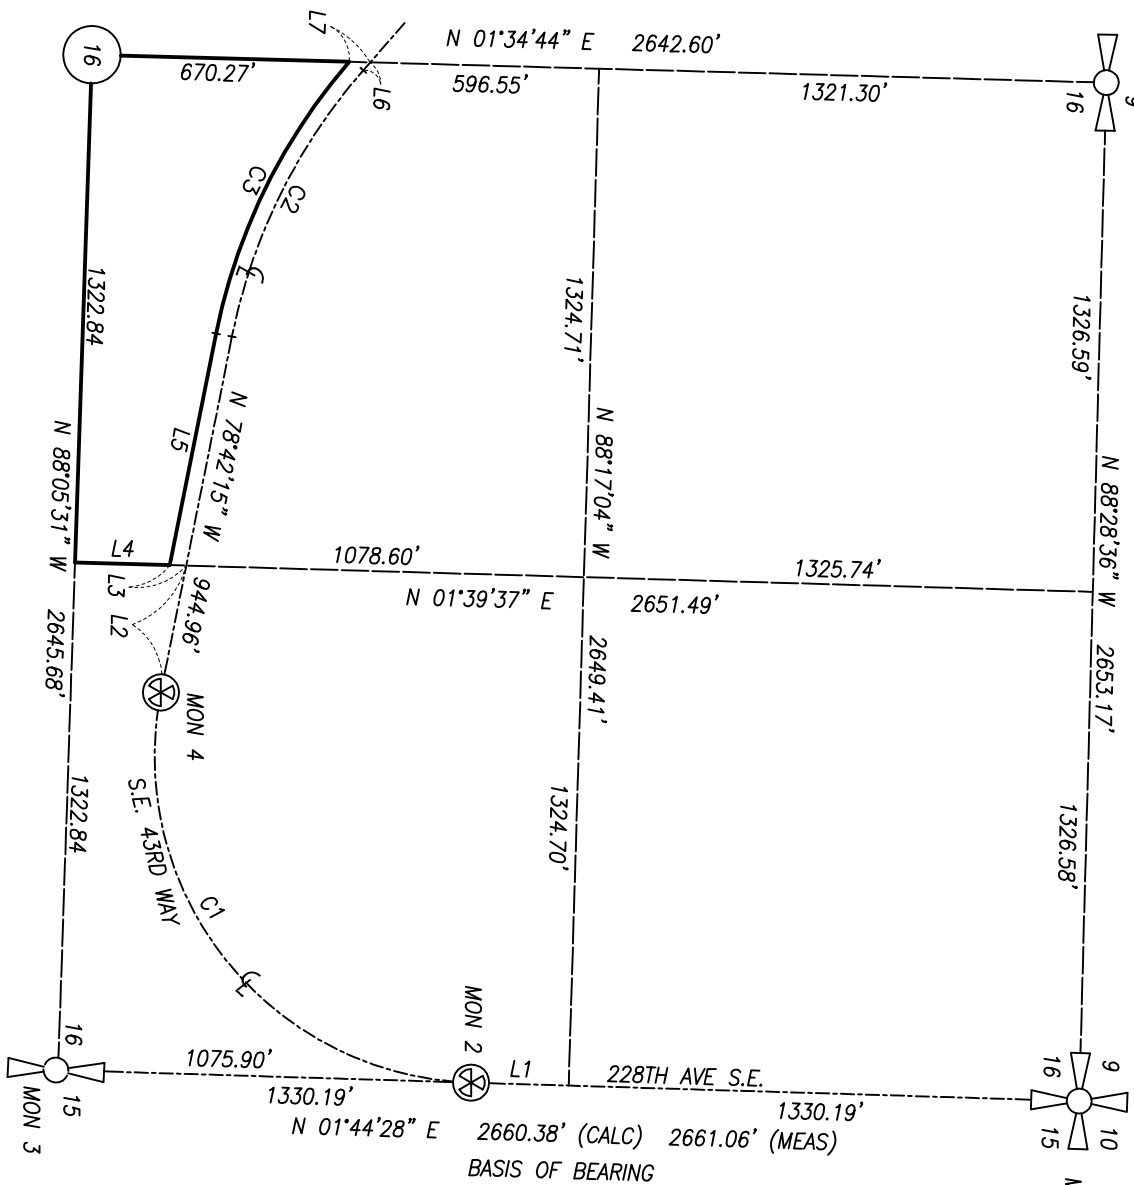 L7
N 01°34'44" E 2642.60'
16
670.27'
L6
596.55'
1321.30'
16
9
C3
C2
℄
1322.84
1324.71'
1326.59'
N 88°05'31" W
L5
N 78°42'15" W
N 88°17'04" W
N 88°28'36" W
L4
1078.60'
1325.74'
L3
L2
944.96'
N 01°39'37" E 2651.49'
2645.68'
2649.41'
2653.17'
MON 4
1322.84
S.E. 43RD WAY
1324.70'
1326.58'
C1
℄
MON 2
16
15
MON 3
1075.90'
L1
228TH AVE S.E.
16
9
15
10
1330.19'
1330.19'
N 01°44'28" E 2660.38' (CALC) 2661.06' (MEAS)
BASIS OF BEARING